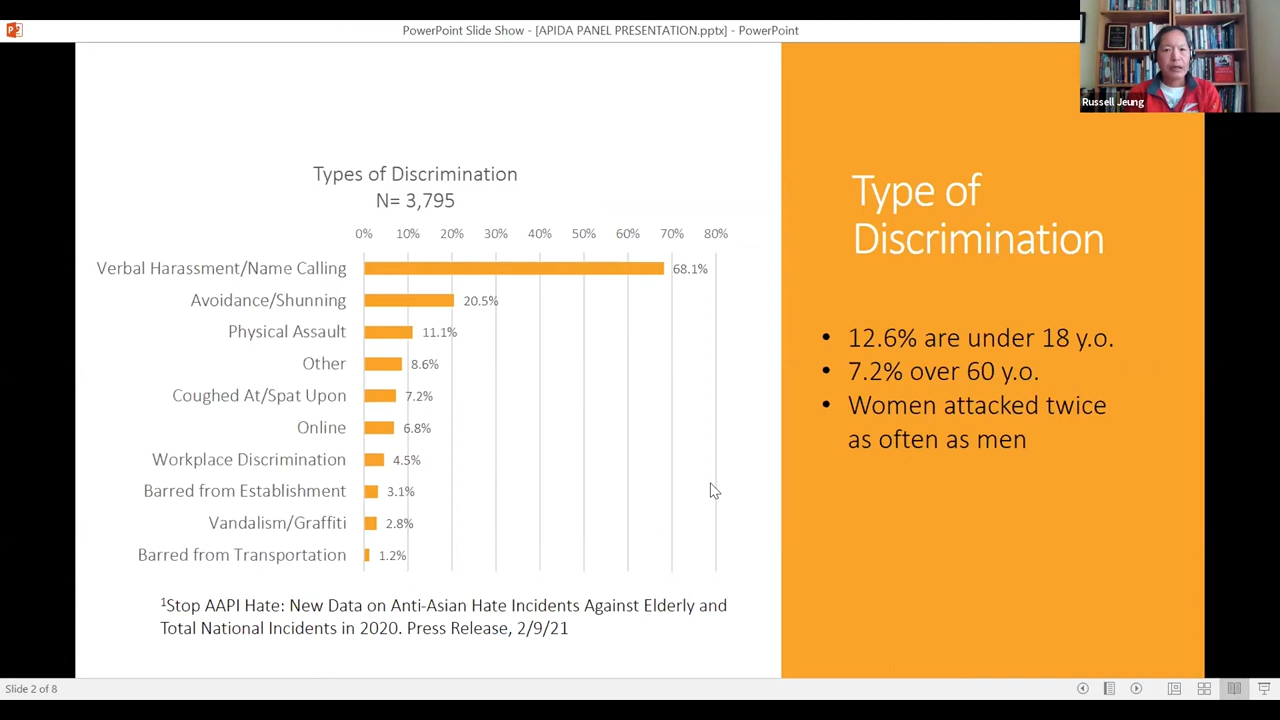 PowerPoint Slide Show - [APIDA PANEL PRESENTATION.pptx] - PowerPoint
Russell Jeung
Types of Discrimination
N= 3,795
0% 10% 20% 30% 40% 50% 60% 70% 80%
Verbal Harassment/Name Calling 68.1%
Avoidance/Shunning 20.5%
Physical Assault 11.1%
Other 8.6%
Coughed At/Spat Upon 7.2%
Online 6.8%
Workplace Discrimination 4.5%
Barred from Establishment 3.1%
Vandalism/Graffiti 2.8%
Barred from Transportation 1.2%
¹Stop AAPI Hate: New Data on Anti-Asian Hate Incidents Against Elderly and
Total National Incidents in 2020. Press Release, 2/9/21
Type of
Discrimination
• 12.6% are under 18 y.o.
• 7.2% over 60 y.o.
• Women attacked twice
as often as men
Slide 2 of 8